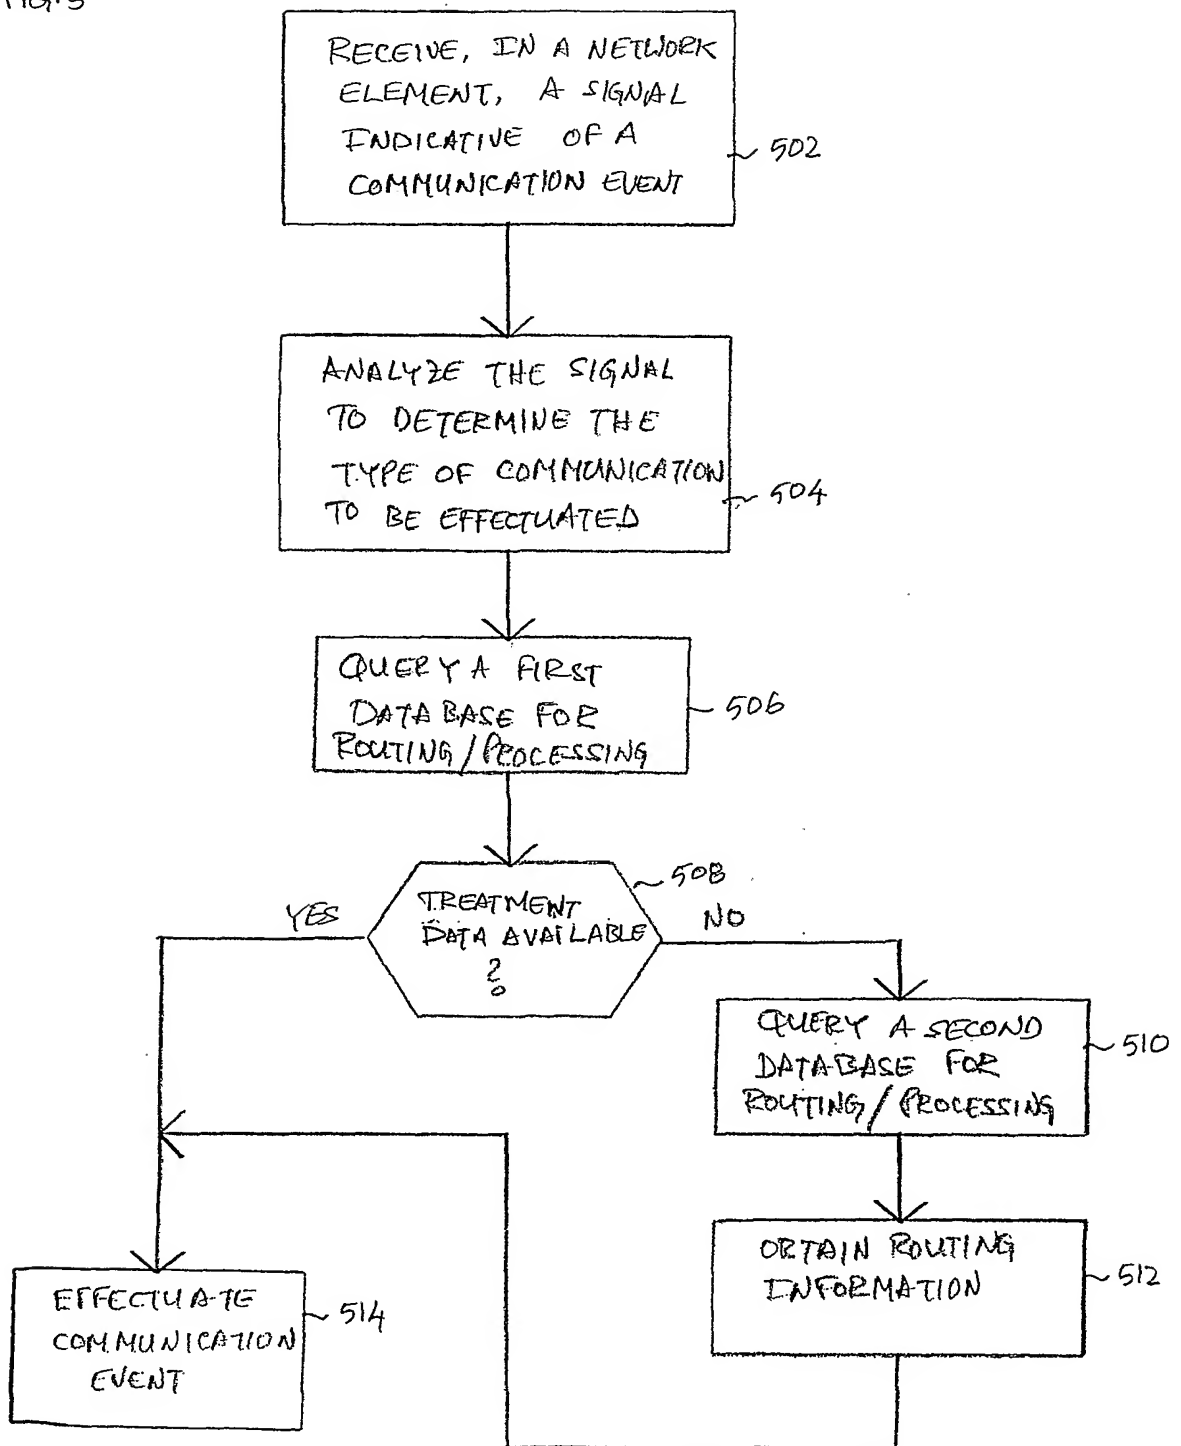 FIG. 5
RECEIVE, IN A NETWORK
ELEMENT, A SIGNAL
INDICATIVE OF A
COMMUNICATION EVENT
502
ANALYZE THE SIGNAL
TO DETERMINE THE
TYPE OF COMMUNICATION
TO BE EFFECTUATED
504
QUERY A FIRST
DATABASE FOR
ROUTING/PROCESSING
506
508
TREATMENT
DATA AVAILABLE
?
YES
NO
QUERY A SECOND
DATABASE FOR
ROUTING/PROCESSING
510
OBTAIN ROUTING
INFORMATION
512
EFFECTUATE
COMMUNICATION
EVENT
514